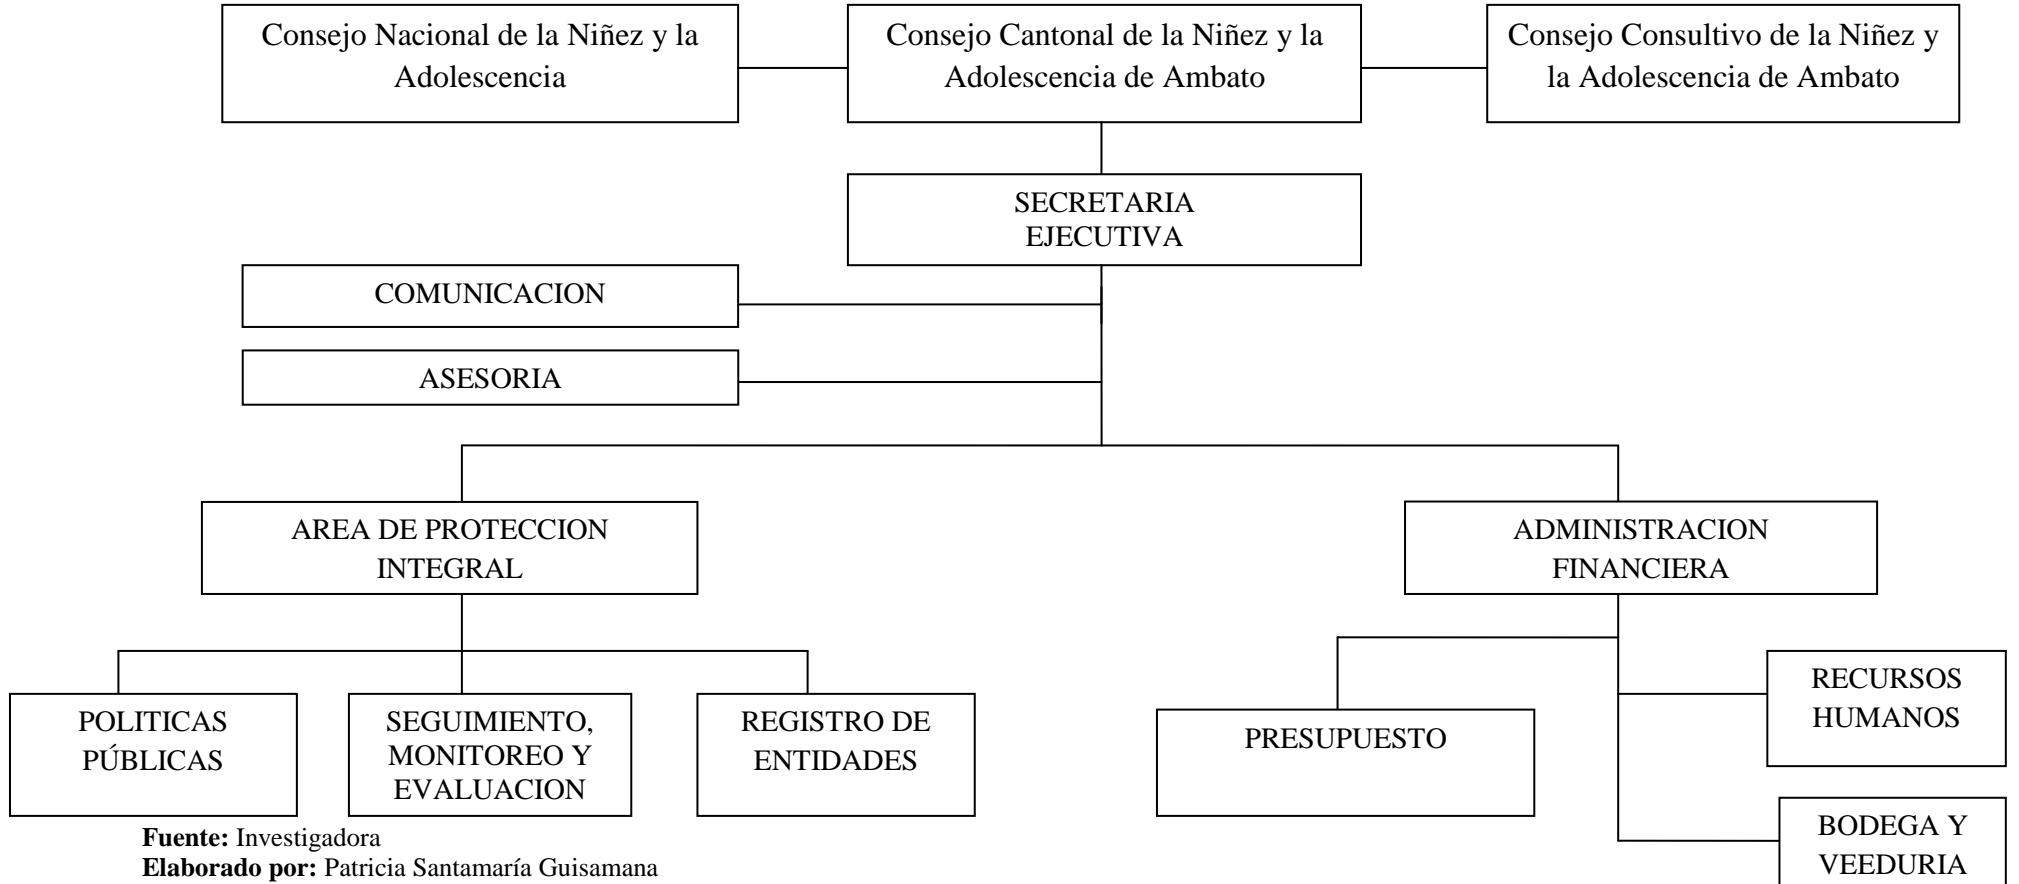 Consejo Nacional de la Niñez y la
Adolescencia
Consejo Cantonal de la Niñez y la
Adolescencia de Ambato
Consejo Consultivo de la Niñez y
la Adolescencia de Ambato
SECRETARIA
EJECUTIVA
COMUNICACION
ASESORIA
AREA DE PROTECCION
INTEGRAL
ADMINISTRACION
FINANCIERA
POLITICAS
PÚBLICAS
SEGUIMIENTO,
MONITOREO Y
EVALUACION
REGISTRO DE
ENTIDADES
PRESUPUESTO
RECURSOS
HUMANOS
BODEGA Y
VEEDURIA
Fuente: Investigadora
Elaborado por: Patricia Santamaría Guisamana